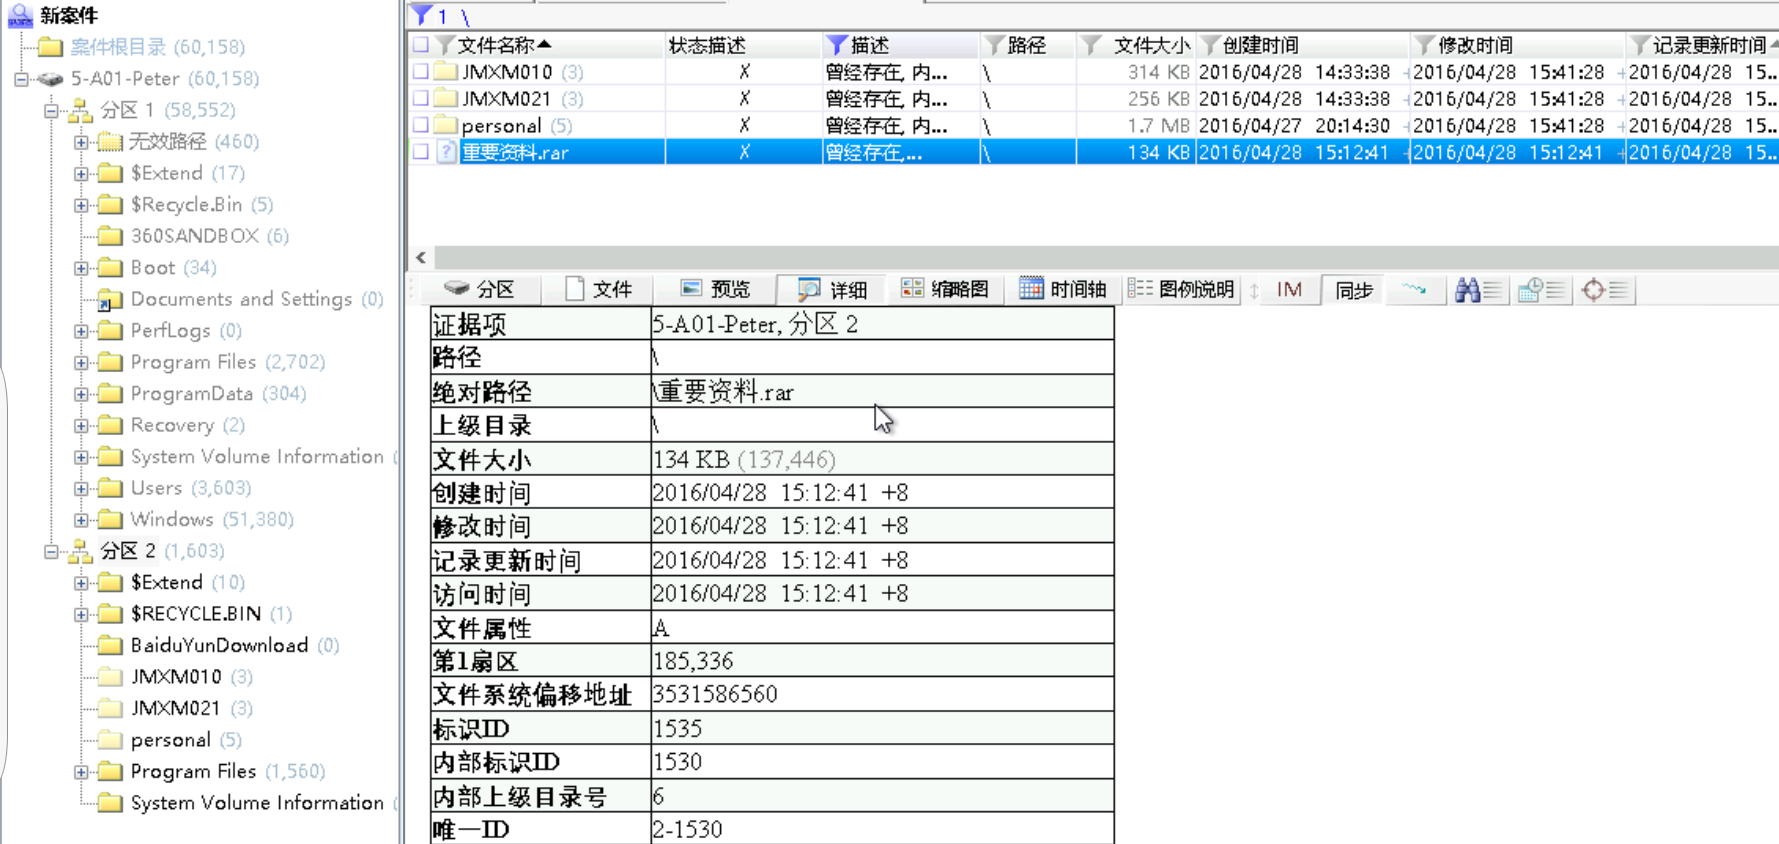 新案件
案件根目录 (60,158)
5-A01-Peter (60,158)
分区 1 (58,552)
无效路径 (460)
$Extend (17)
$Recycle.Bin (5)
360SANDBOX (6)
Boot (34)
Documents and Settings (0)
PerfLogs (0)
Program Files (2,702)
ProgramData (304)
Recovery (2)
System Volume Information (
Users (3,603)
Windows (51,380)
分区 2 (1,603)
$Extend (10)
$RECYCLE.BIN (1)
BaiduYunDownload (0)
JMXM010 (3)
JMXM021 (3)
personal (5)
Program Files (1,560)
System Volume Information (
1 \
文件名称 状态描述 描述 路径 文件大小 创建时间 修改时间 记录更新时间
JMXM010 (3) X 曾经存在, 内... \ 314 KB 2016/04/28 14:33:38 + 2016/04/28 15:41:28 + 2016/04/28 15..
JMXM021 (3) X 曾经存在, 内... \ 256 KB 2016/04/28 14:33:38 + 2016/04/28 15:41:28 + 2016/04/28 15..
personal (5) X 曾经存在, 内... \ 1.7 MB 2016/04/27 20:14:30 + 2016/04/28 15:41:28 + 2016/04/28 15..
重要资料.rar X 曾经存在,... \ 134 KB 2016/04/28 15:12:41 + 2016/04/28 15:12:41 + 2016/04/28 15..
分区 文件 预览 详细 缩略图 时间轴 图例说明 IM 同步
证据项 5-A01-Peter, 分区 2
路径 \
绝对路径 \重要资料.rar
上级目录 \
文件大小 134 KB (137,446)
创建时间 2016/04/28 15:12:41 +8
修改时间 2016/04/28 15:12:41 +8
记录更新时间 2016/04/28 15:12:41 +8
访问时间 2016/04/28 15:12:41 +8
文件属性 A
第1扇区 185,336
文件系统偏移地址 3531586560
标识ID 1535
内部标识ID 1530
内部上级目录号 6
唯一ID 2-1530